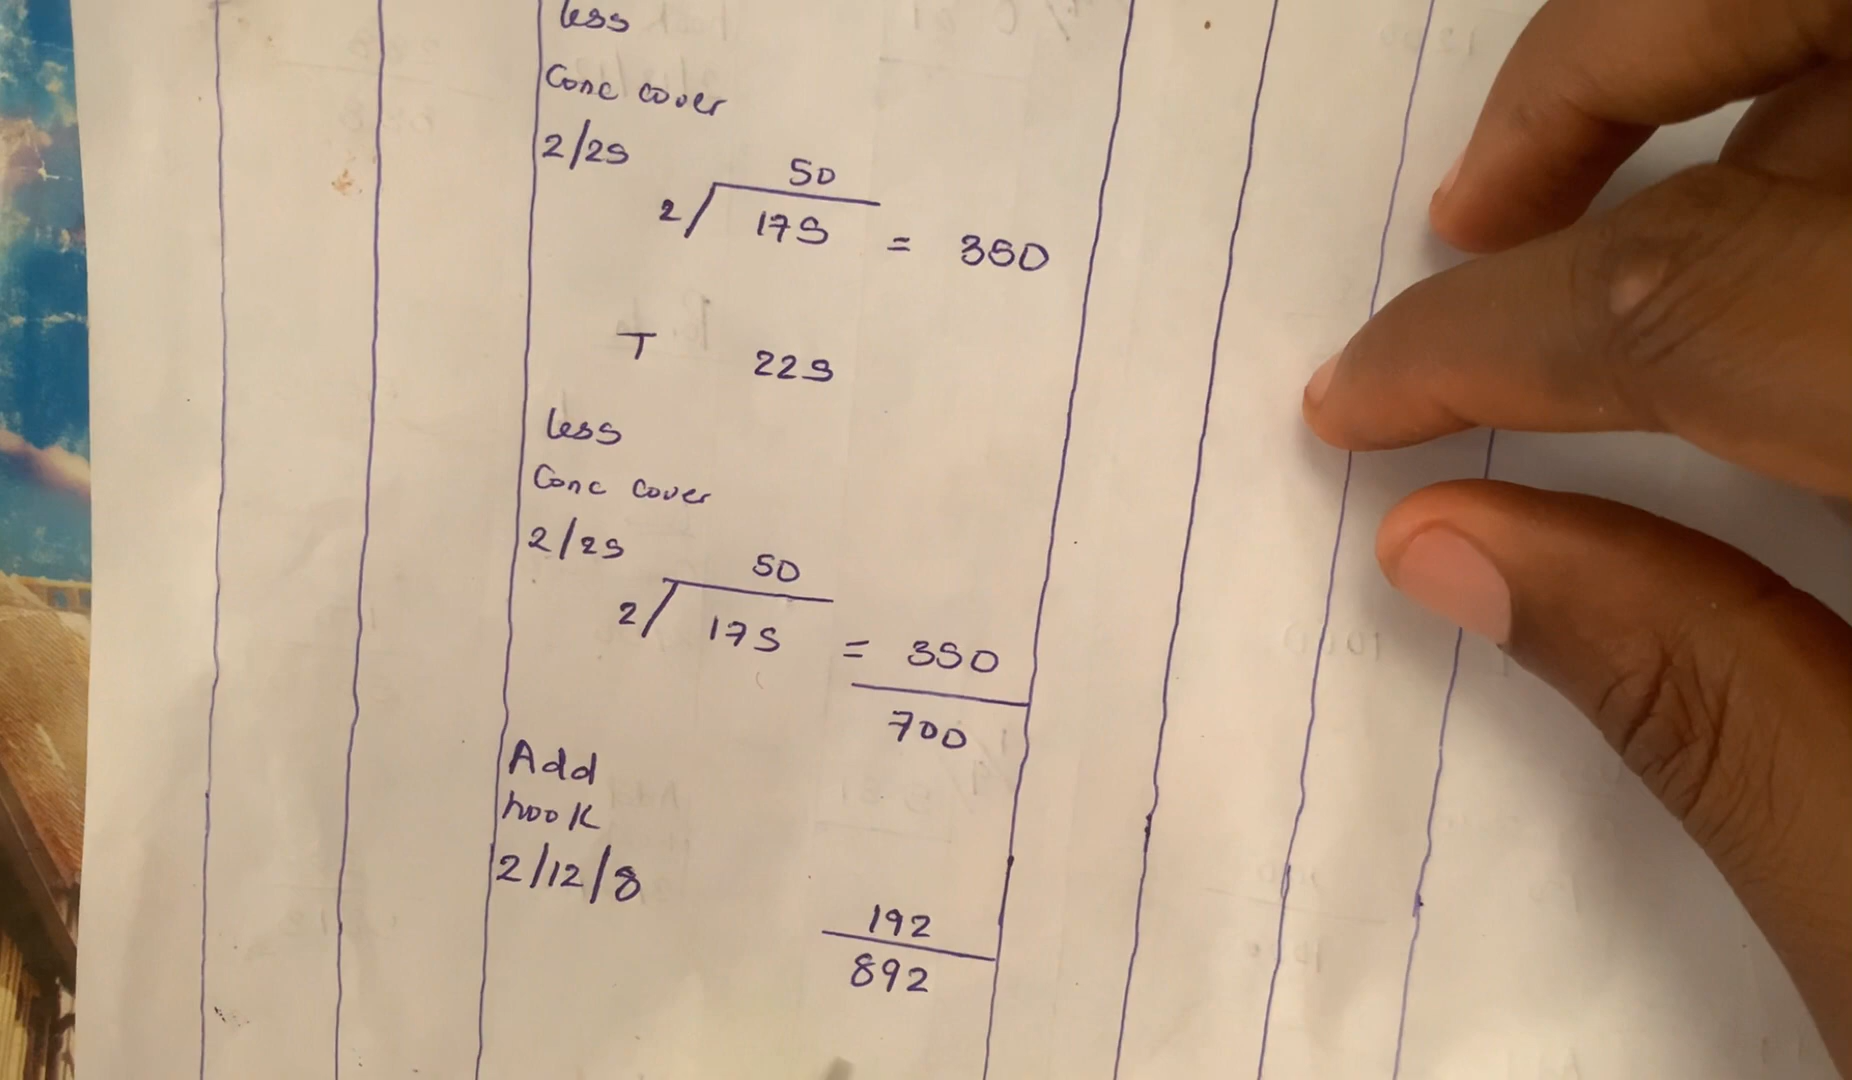 less
Conc cover
2/25
50
2/ 175 = 350
T 225
less
Conc cover
2/25
50
2/ 175 = 350
700
Add
hook
2/12/8
192
892